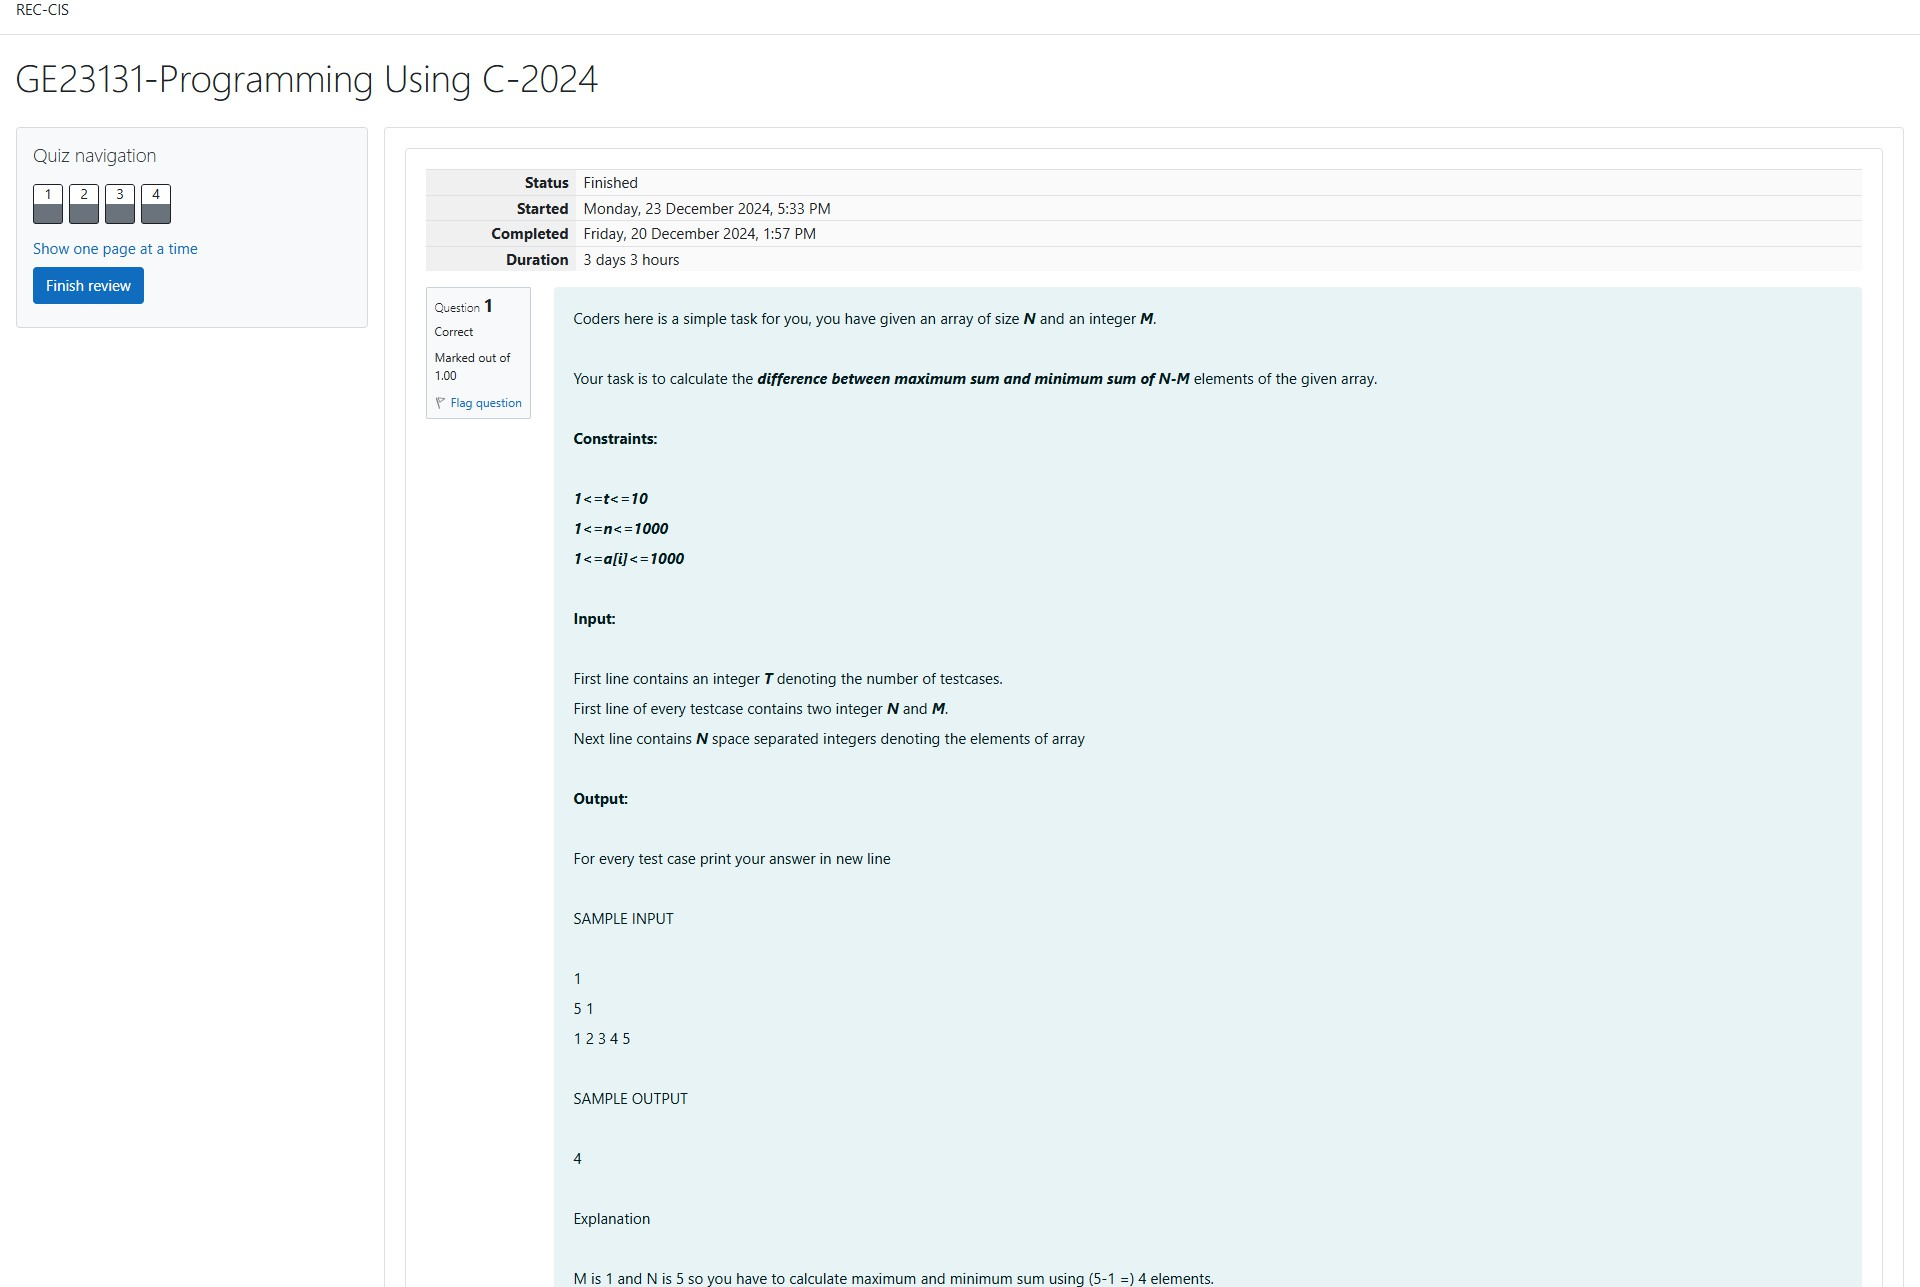 REC-CIS
GE23131-Programming Using C-2024
Quiz navigation
1 2 3 4
Show one page at a time
Finish review
Status Finished
Started Monday, 23 December 2024, 5:33 PM
Completed Friday, 20 December 2024, 1:57 PM
Duration 3 days 3 hours
Question 1
Correct
Marked out of
1.00
Flag question
Coders here is a simple task for you, you have given an array of size N and an integer M.
Your task is to calculate the difference between maximum sum and minimum sum of N-M elements of the given array.
Constraints:
1<=t<=10
1<=n<=1000
1<=a[i]<=1000
Input:
First line contains an integer T denoting the number of testcases.
First line of every testcase contains two integer N and M.
Next line contains N space separated integers denoting the elements of array
Output:
For every test case print your answer in new line
SAMPLE INPUT
1
5 1
1 2 3 4 5
SAMPLE OUTPUT
4
Explanation
M is 1 and N is 5 so you have to calculate maximum and minimum sum using (5-1 =) 4 elements.